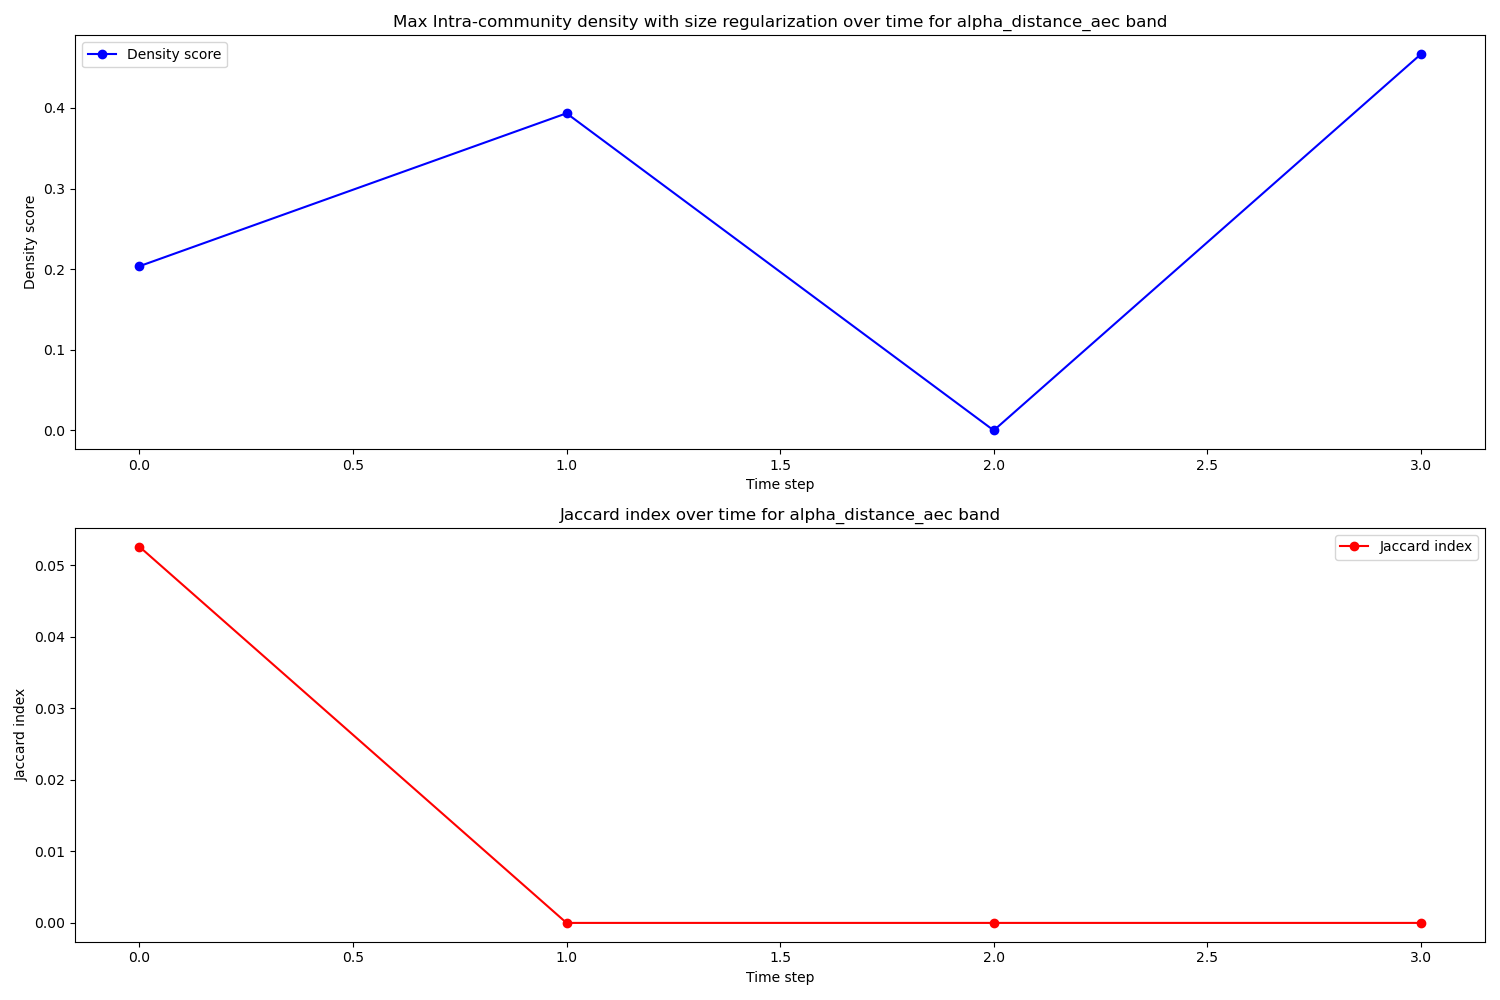 Max Intra-community density with size regularization over time for alpha_distance_aec band
Density score
Density score
0.4
0.3
0.2
0.1
0.0
0.0 0.5 1.0 1.5 2.0 2.5 3.0
Time step
Jaccard index over time for alpha_distance_aec band
Jaccard index
Jaccard index
0.05
0.04
0.03
0.02
0.01
0.00
0.0 0.5 1.0 1.5 2.0 2.5 3.0
Time step